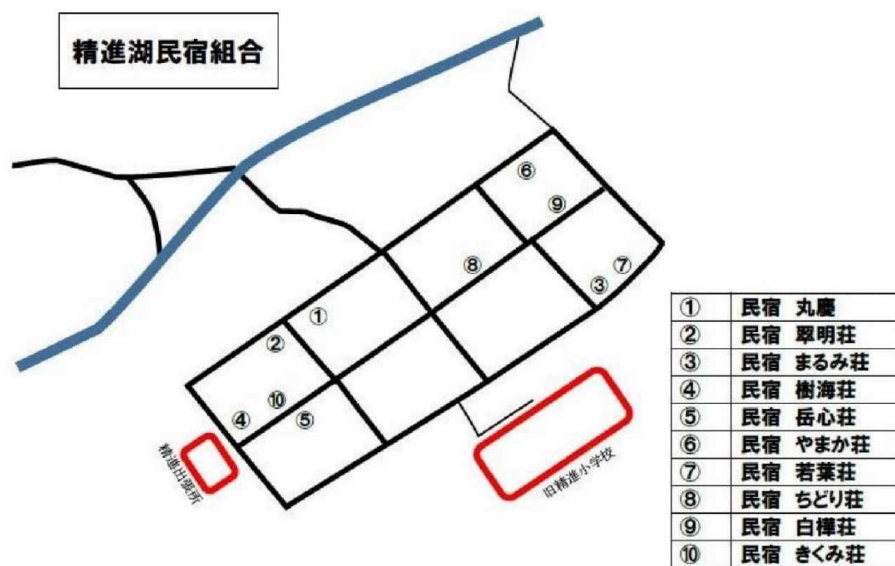 精進湖民宿組合
⑥
⑨
⑧
⑦
③
①
②
⑩
④
⑤
精進出張所
旧精進小学校
① 民宿 丸慶
② 民宿 翠明荘
③ 民宿 まるみ荘
④ 民宿 樹海荘
⑤ 民宿 岳心荘
⑥ 民宿 やまか荘
⑦ 民宿 若葉荘
⑧ 民宿 ちどり荘
⑨ 民宿 白樺荘
⑩ 民宿 きくみ荘